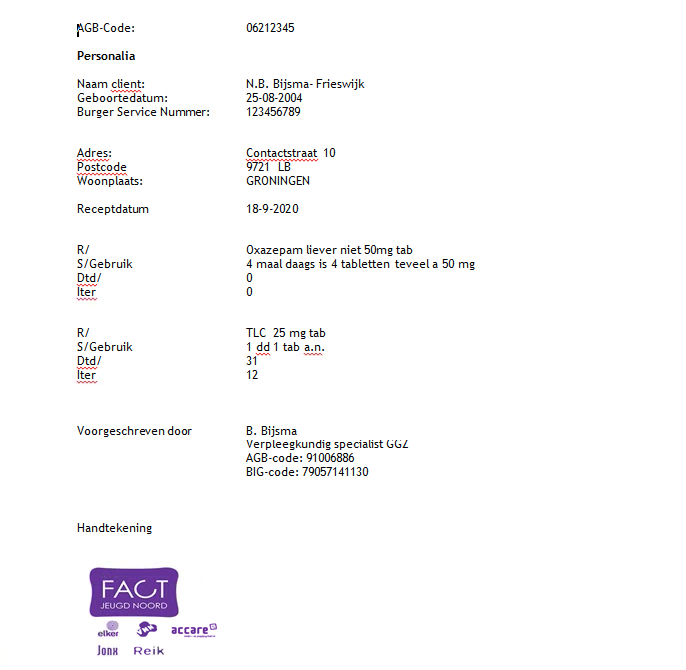 AGB-Code: 06212345
Personalia
Naam client: N.B. Bijsma- Frieswijk
Geboortedatum: 25-08-2004
Burger Service Nummer: 123456789
Adres: Contactstraat 10
Postcode 9721 LB
Woonplaats: GRONINGEN
Receptdatum 18-9-2020
R/ Oxazepam liever niet 50mg tab
S/Gebruik 4 maal daags is 4 tabletten teveel a 50 mg
Dtd/ 0
Iter 0
R/ TLC 25 mg tab
S/Gebruik 1 dd 1 tab a.n.
Dtd/ 31
Iter 12
Voorgeschreven door B. Bijsma
Verpleegkundig specialist GGZ
AGB-code: 91006886
BIG-code: 79057141130
Handtekening
FACT
JEUGD NOORD
elker
accare
Jonx Reik